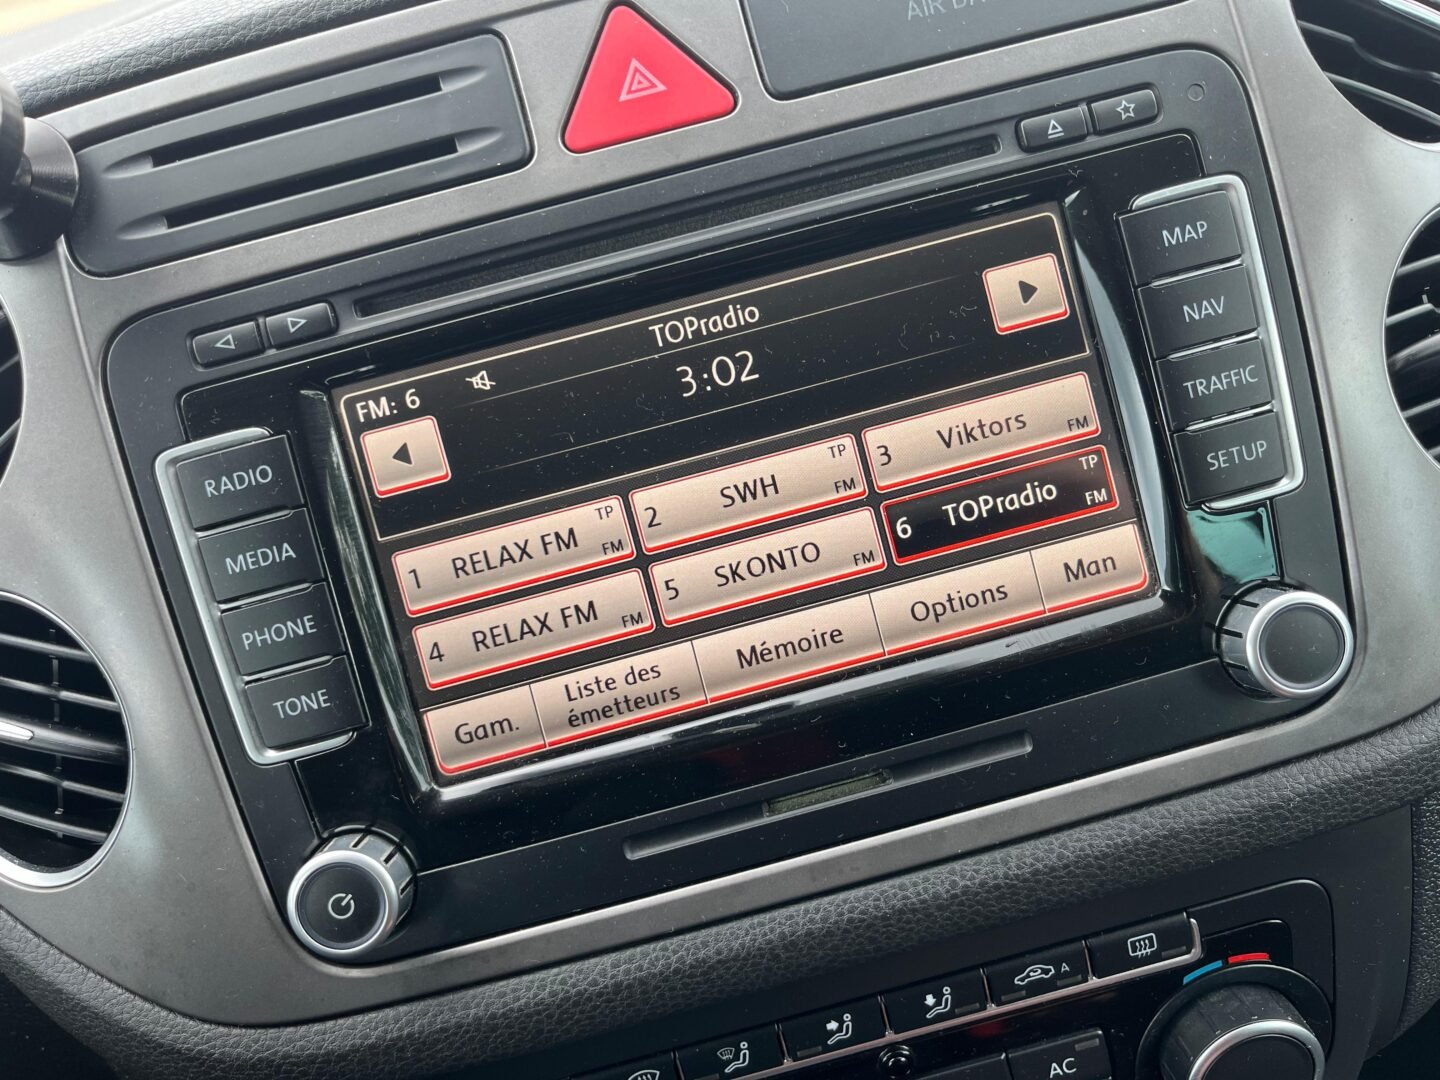 TOPradio
3:02
FM: 6
1 RELAX FM TP FM
2 SWH TP FM
3 Viktors FM
4 RELAX FM FM
5 SKONTO FM
6 TOPradio TP FM
Gam.
Liste des
émetteurs
Mémoire
Options
Man
RADIO
MEDIA
PHONE
TONE
MAP
NAV
TRAFFIC
SETUP
A
AC